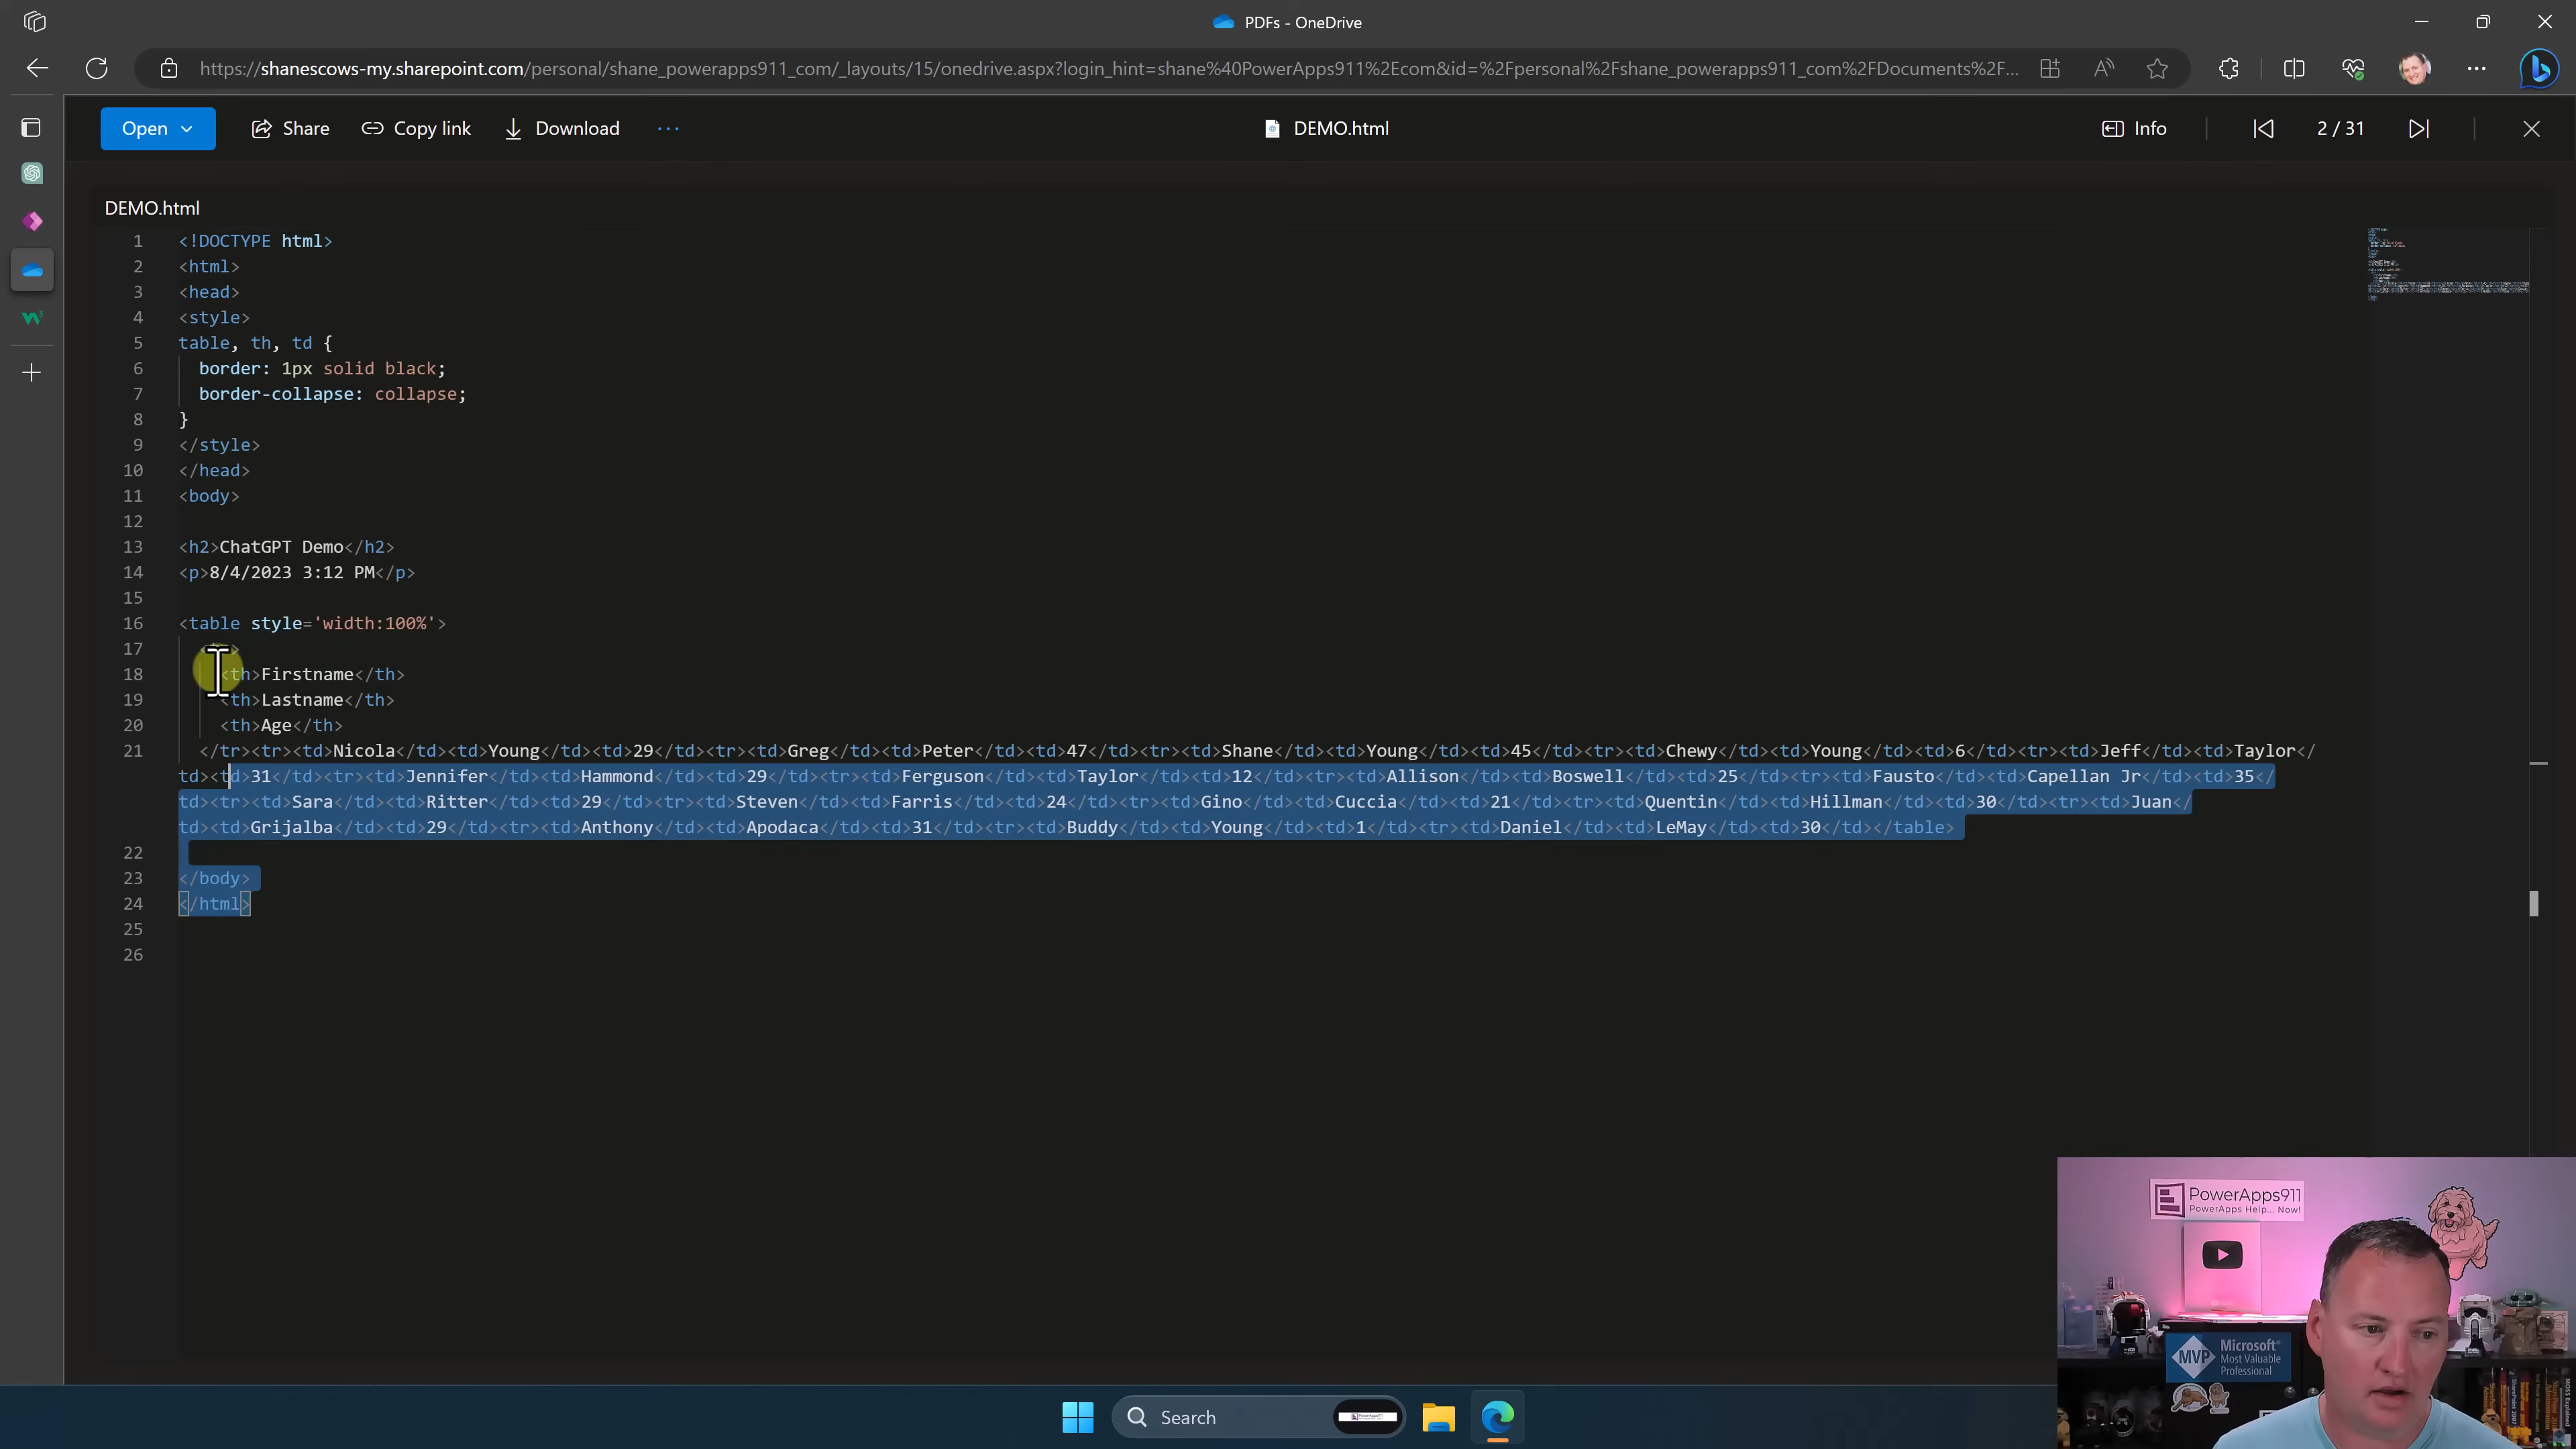 PDFs - OneDrive
https://shanescows-my.sharepoint.com/personal/shane_powerapps911_com/_layouts/15/onedrive.aspx?login_hint=shane%40PowerApps911%2Ecom&id=%2Fpersonal%2Fshane_powerapps911_com%2FDocuments%2F...
Open
Share
Copy link
Download
DEMO.html
Info
2 / 31
DEMO.html
1 <!DOCTYPE html>
2 <html>
3 <head>
4 <style>
5 table, th, td {
6 border: 1px solid black;
7 border-collapse: collapse;
8 }
9 </style>
10 </head>
11 <body>
12
13 <h2>ChatGPT Demo</h2>
14 <p>8/4/2023 3:12 PM</p>
15
16 <table style='width:100%'>
17
18 <th>Firstname</th>
19 <th>Lastname</th>
20 <th>Age</th>
21 </tr><tr><td>Nicola</td><td>Young</td><td>29</td><tr><td>Greg</td><td>Peter</td><td>47</td><tr><td>Shane</td><td>Young</td><td>45</td><tr><td>Chewy</td><td>Young</td><td>6</td><tr><td>Jeff</td><td>Taylor</
td><td>31</td><tr><td>Jennifer</td><td>Hammond</td><td>29</td><tr><td>Ferguson</td><td>Taylor</td><td>12</td><tr><td>Allison</td><td>Boswell</td><td>25</td><tr><td>Fausto</td><td>Capellan Jr</td><td>35</
td><tr><td>Sara</td><td>Ritter</td><td>29</td><tr><td>Steven</td><td>Farris</td><td>24</td><tr><td>Gino</td><td>Cuccia</td><td>21</td><tr><td>Quentin</td><td>Hillman</td><td>30</td><tr><td>Juan</
td><td>Grijalba</td><td>29</td><tr><td>Anthony</td><td>Apodaca</td><td>31</td><tr><td>Buddy</td><td>Young</td><td>1</td><tr><td>Daniel</td><td>LeMay</td><td>30</td></table>
22
23 </body>
24 </html>
25
26
PowerApps911
PowerApps Help... Now!
MVP
Microsoft
Most Valuable
Professional
Search